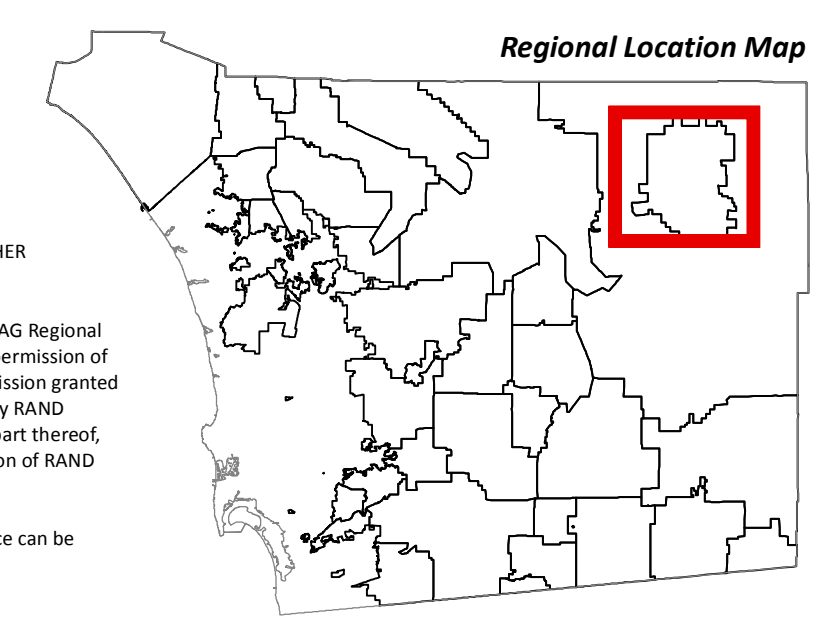 Regional Location Map
HER
AG Regional
ermission of
ission granted
y RAND
art thereof,
on of RAND
ce can be